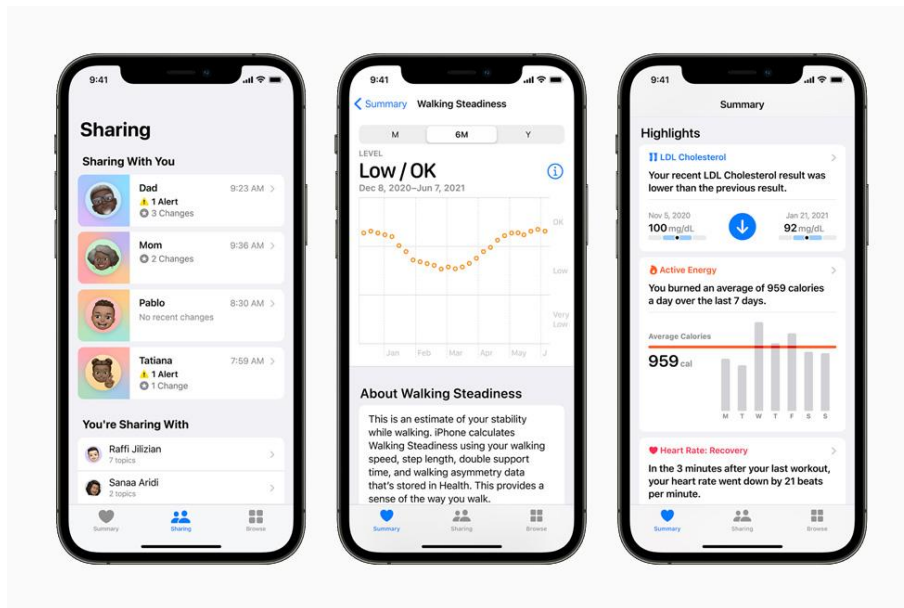 9:41
Sharing
Sharing With You
Dad 9:23 AM
1 Alert
3 Changes
Mom 9:36 AM
2 Changes
Pablo 8:30 AM
No recent changes
Tatiana 7:59 AM
1 Alert
1 Change
You're Sharing With
Raffi Jilizian
7 topics
Sanaa Aridi
2 topics
Summary Sharing Browse
9:41
Summary Walking Steadiness
M 6M Y
LEVEL
Low / OK
Dec 8, 2020–Jun 7, 2021
OK
Low
Very
Low
Jan Feb Mar Apr May J
About Walking Steadiness
This is an estimate of your stability
while walking. iPhone calculates
Walking Steadiness using your walking
speed, step length, double support
time, and walking asymmetry data
that's stored in Health. This provides a
sense of the way you walk.
Summary Sharing Browse
9:41
Summary
Highlights
LDL Cholesterol
Your recent LDL Cholesterol result was
lower than the previous result.
Nov 5, 2020 Jan 21, 2021
100 mg/dL 92 mg/dL
Active Energy
You burned an average of 959 calories
a day over the last 7 days.
Average Calories
959 cal
M T W T F S S
Heart Rate: Recovery
In the 3 minutes after your last workout,
your heart rate went down by 21 beats
per minute.
Summary Sharing Browse